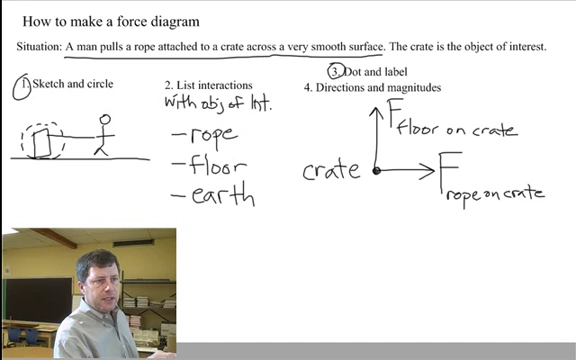 How to make a force diagram
Situation: A man pulls a rope attached to a crate across a very smooth surface. The crate is the object of interest.
1. Sketch and circle
2. List interactions
with obj of Int.
- rope
- floor
- earth
3. Dot and label
4. Directions and magnitudes
F floor on crate
crate
F rope on crate